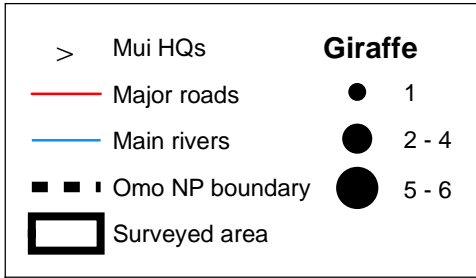 > Mui HQs
Major roads
Main rivers
Omo NP boundary
Surveyed area
Giraffe
1
2 - 4
5 - 6